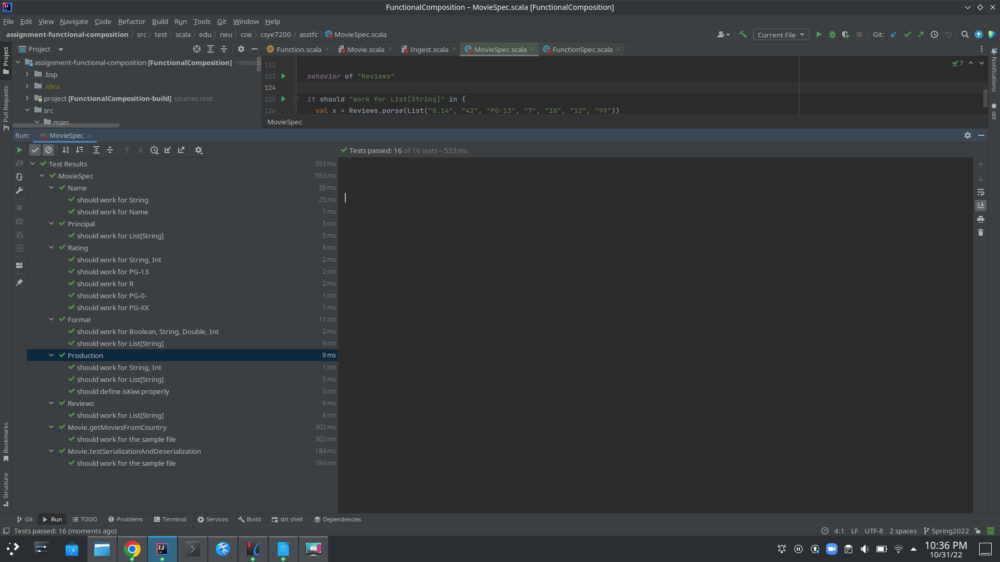 FunctionalComposition – MovieSpec.scala [FunctionalComposition]
File Edit View Navigate Code Refactor Build Run Tools Git Window Help
assignment-functional-composition src test scala edu neu coe csye7200 asstfc MovieSpec.scala Current File Git:
Project Function.scala Movie.scala Ingest.scala MovieSpec.scala FunctionSpec.scala
assignment-functional-composition [FunctionalComposition] ~/minico
.bsp
.idea
project [FunctionalComposition-build] sources root
src
main
122
123 behavior of "Reviews"
124
125 it should "work for List[String]" in {
126 val x = Reviews.parse(List("8.14", "42", "PG-13", "7", "10", "12", "99"))
7
MovieSpec
Run: MovieSpec
Tests passed: 16 of 16 tests – 553 ms
Test Results 553 ms
MovieSpec 553 ms
Name 26 ms
should work for String 25 ms
should work for Name 1 ms
Principal 5 ms
should work for List[String] 5 ms
Rating 8 ms
should work for String, Int 2 ms
should work for PG-13 2 ms
should work for R 2 ms
should work for PG-0- 1 ms
should work for PG-XX 1 ms
Format 11 ms
should work for Boolean, String, Double, Int 2 ms
should work for List[String] 9 ms
Production 9 ms
should work for String, Int 1 ms
should work for List[String] 5 ms
should define isKiwi properly 3 ms
Reviews 8 ms
should work for List[String] 8 ms
Movie.getMoviesFromCountry 302 ms
should work for the sample file 302 ms
Movie.testSerializationAndDeserialization 184 ms
should work for the sample file 184 ms
Project
Pull Requests
Bookmarks
Structure
Notifications
sbt
Git Run TODO Problems Terminal Services Build sbt shell Dependencies
Tests passed: 16 (moments ago) 4:1 LF UTF-8 2 spaces Spring2022
10:36 PM
10/31/22